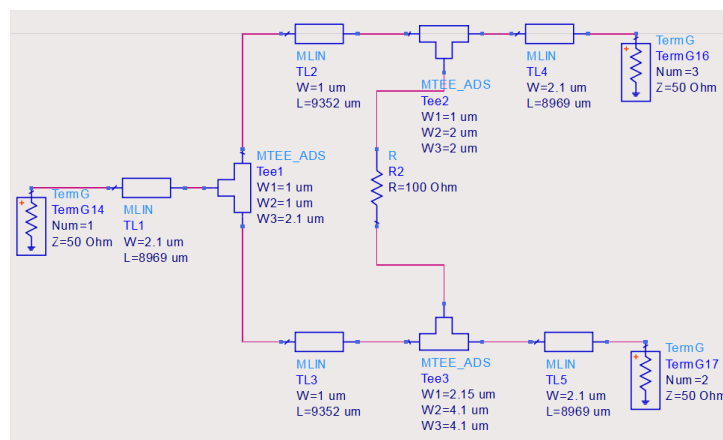 MLIN
TL2
W=1 um
L=9352 um
MTEE_ADS
Tee2
W1=1 um
W2=2 um
W3=2 um
MLIN
TL4
W=2.1 um
L=8969 um
+
TermG
TermG16
Num=3
Z=50 Ohm
MTEE_ADS
Tee1
W1=1 um
W2=1 um
W3=2.1 um
R
R2
R=100 Ohm
+
TermG
TermG14
Num=1
Z=50 Ohm
MLIN
TL1
W=2.1 um
L=8969 um
MLIN
TL3
W=1 um
L=9352 um
MTEE_ADS
Tee3
W1=2.15 um
W2=4.1 um
W3=4.1 um
MLIN
TL5
W=2.1 um
L=8969 um
+
TermG
TermG17
Num=2
Z=50 Ohm